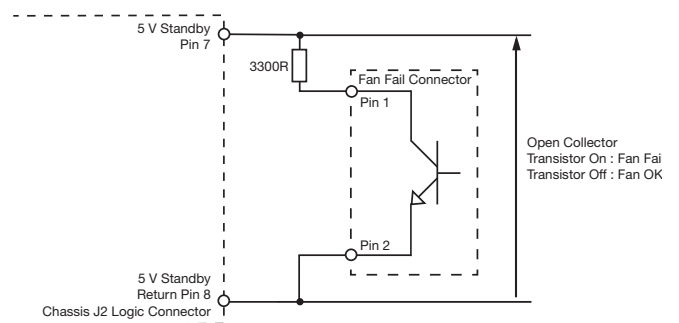 5 V Standby
Pin 7
3300R
Fan Fail Connector
Pin 1
Open Collector
Transistor On : Fan Fai
Transistor Off : Fan OK
Pin 2
5 V Standby
Return Pin 8
Chassis J2 Logic Connector